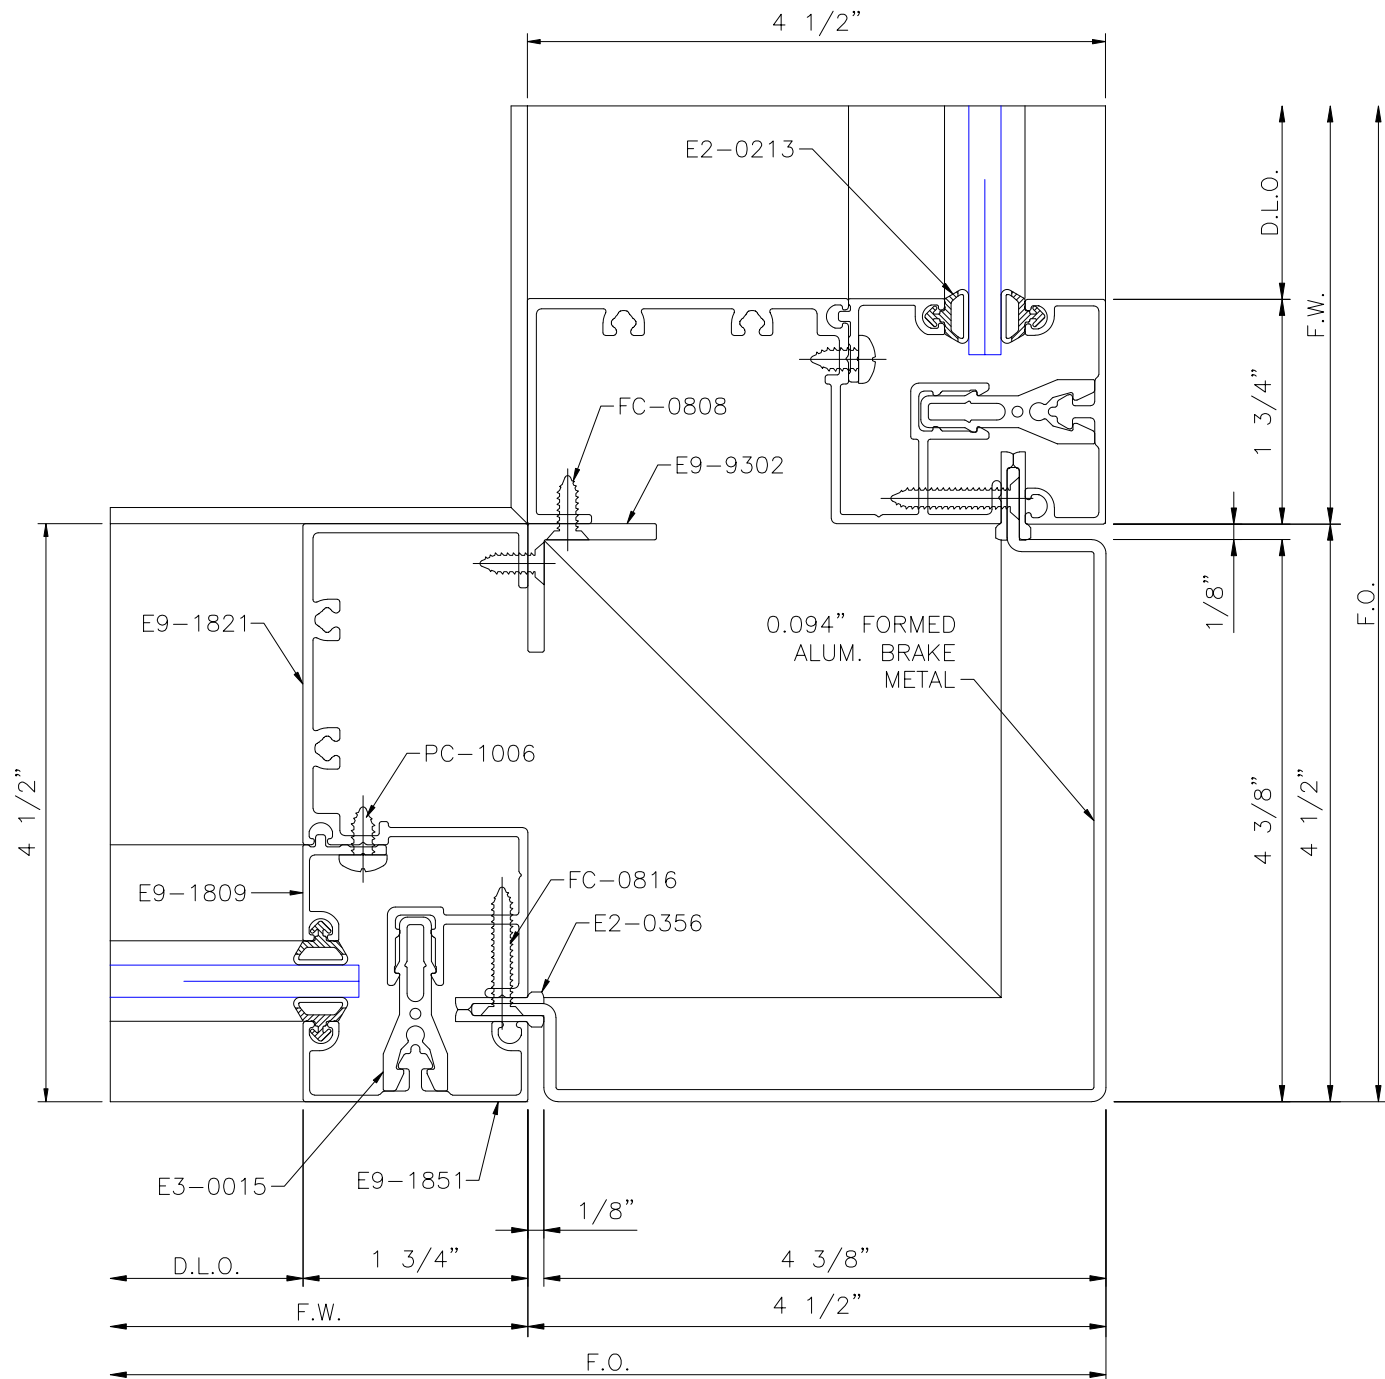 4 1/2”
E2-0213
D.L.O.
F.W.
F.O.
1 3/4”
FC-0808
E9-9302
1/8”
E9-1821
0.094” FORMED
ALUM. BRAKE
METAL
PC-1006
4 1/2”
4 3/8”
4 1/2”
E9-1809
FC-0816
E2-0356
E3-0015
E9-1851
1/8”
D.L.O.
1 3/4”
4 3/8”
F.W.
4 1/2”
F.O.